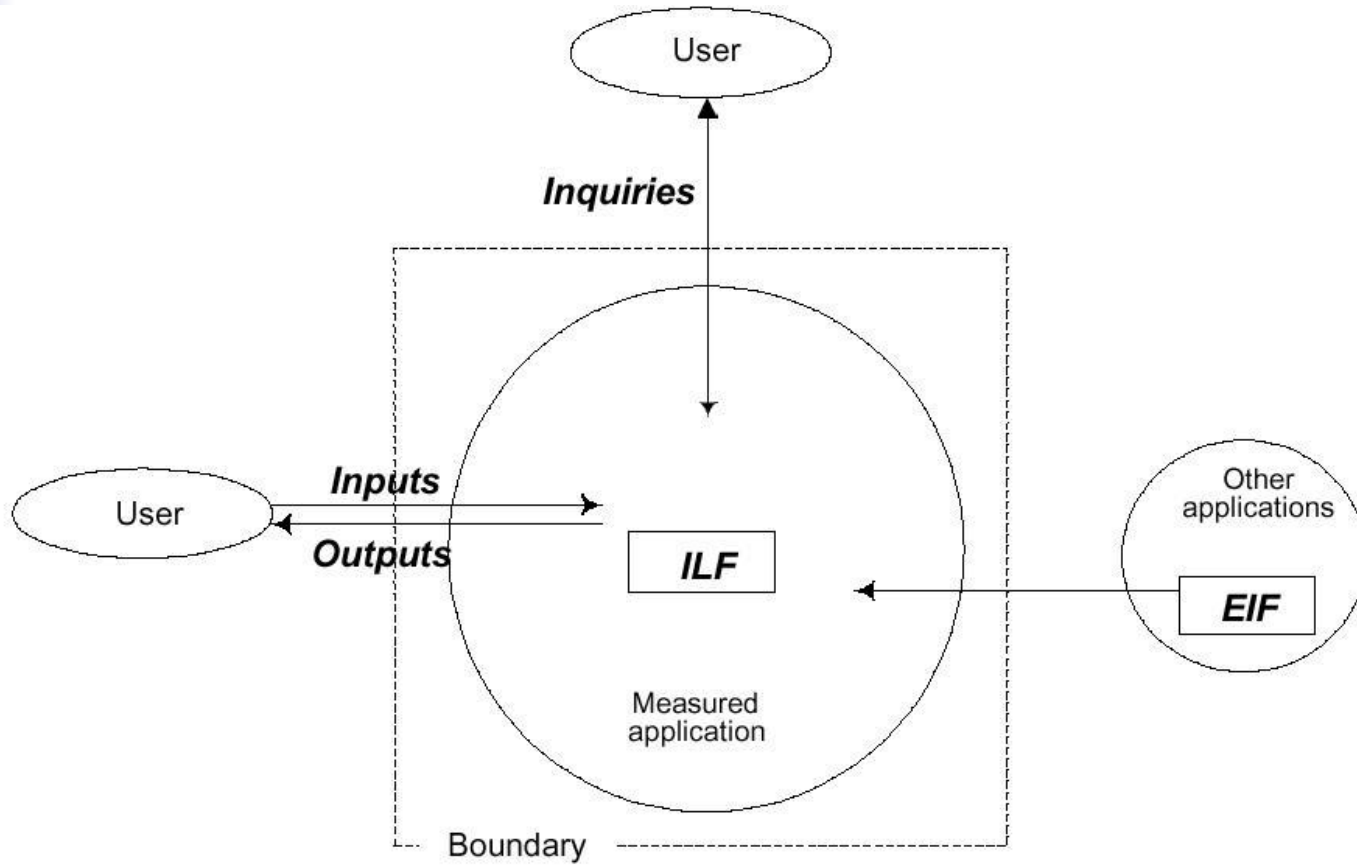 User
Inquiries
Inputs
User
Outputs
ILF
Other
applications
EIF
Measured
application
Boundary